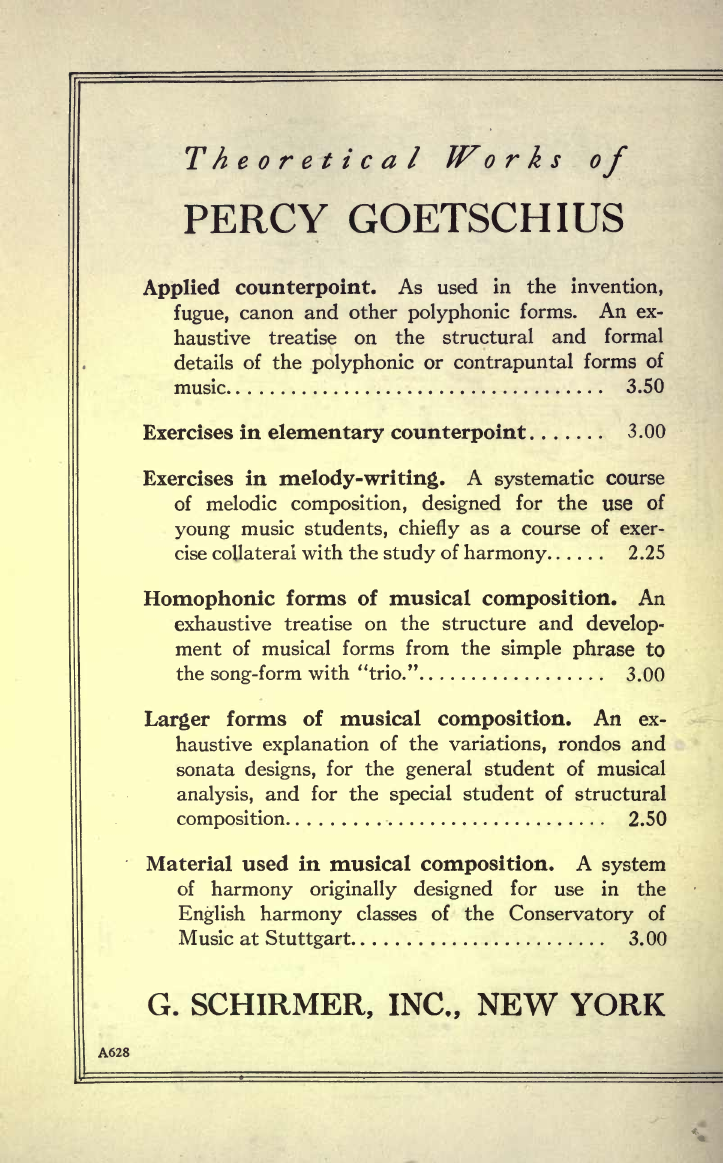 Theoretical Works of
PERCY GOETSCHIUS
Applied counterpoint. As used in the invention,
fugue, canon and other polyphonic forms. An ex-
haustive treatise on the structural and formal
details of the polyphonic or contrapuntal forms of
music.................................... 3.50
Exercises in elementary counterpoint....... 3.00
Exercises in melody-writing. A systematic course
of melodic composition, designed for the use of
young music students, chiefly as a course of exer-
cise collateral with the study of harmony...... 2.25
Homophonic forms of musical composition. An
exhaustive treatise on the structure and develop-
ment of musical forms from the simple phrase to
the song-form with "trio."................... 3.00
Larger forms of musical composition. An ex-
haustive explanation of the variations, rondos and
sonata designs, for the general student of musical
analysis, and for the special student of structural
composition............................... 2.50
Material used in musical composition. A system
of harmony originally designed for use in the
English harmony classes of the Conservatory of
Music at Stuttgart......................... 3.00
G. SCHIRMER, INC., NEW YORK
A628